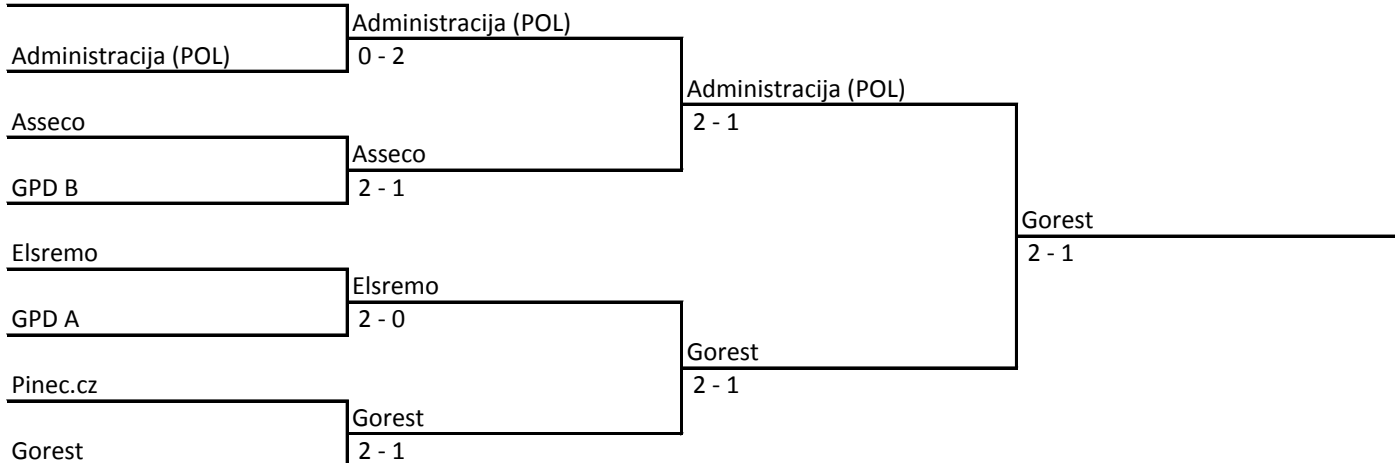 Administracija (POL)
Administracija (POL)
0 - 2
Administracija (POL)
Asseco
2 - 1
Asseco
GPD B
2 - 1
Gorest
Elsremo
2 - 1
Elsremo
GPD A
2 - 0
Gorest
Pinec.cz
2 - 1
Gorest
Gorest
2 - 1